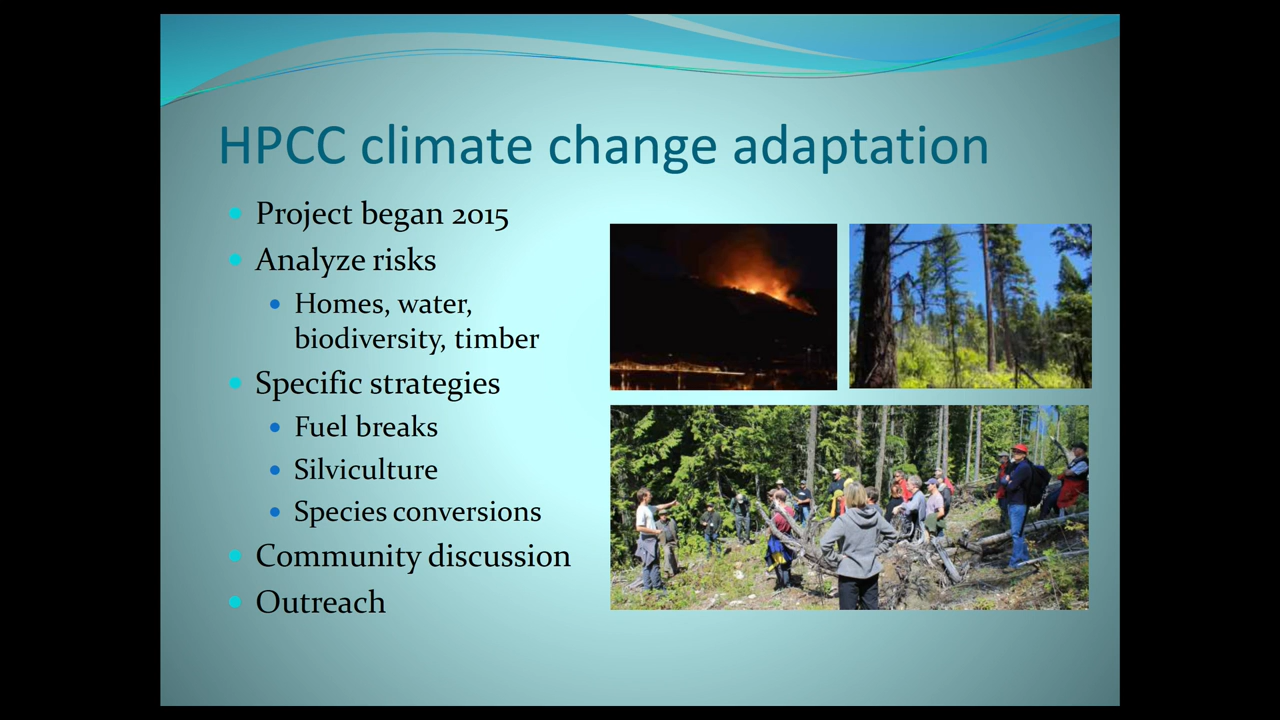 HPCC climate change adaptation
Project began 2015
Analyze risks
Homes, water,
biodiversity, timber
Specific strategies
Fuel breaks
Silviculture
Species conversions
Community discussion
Outreach